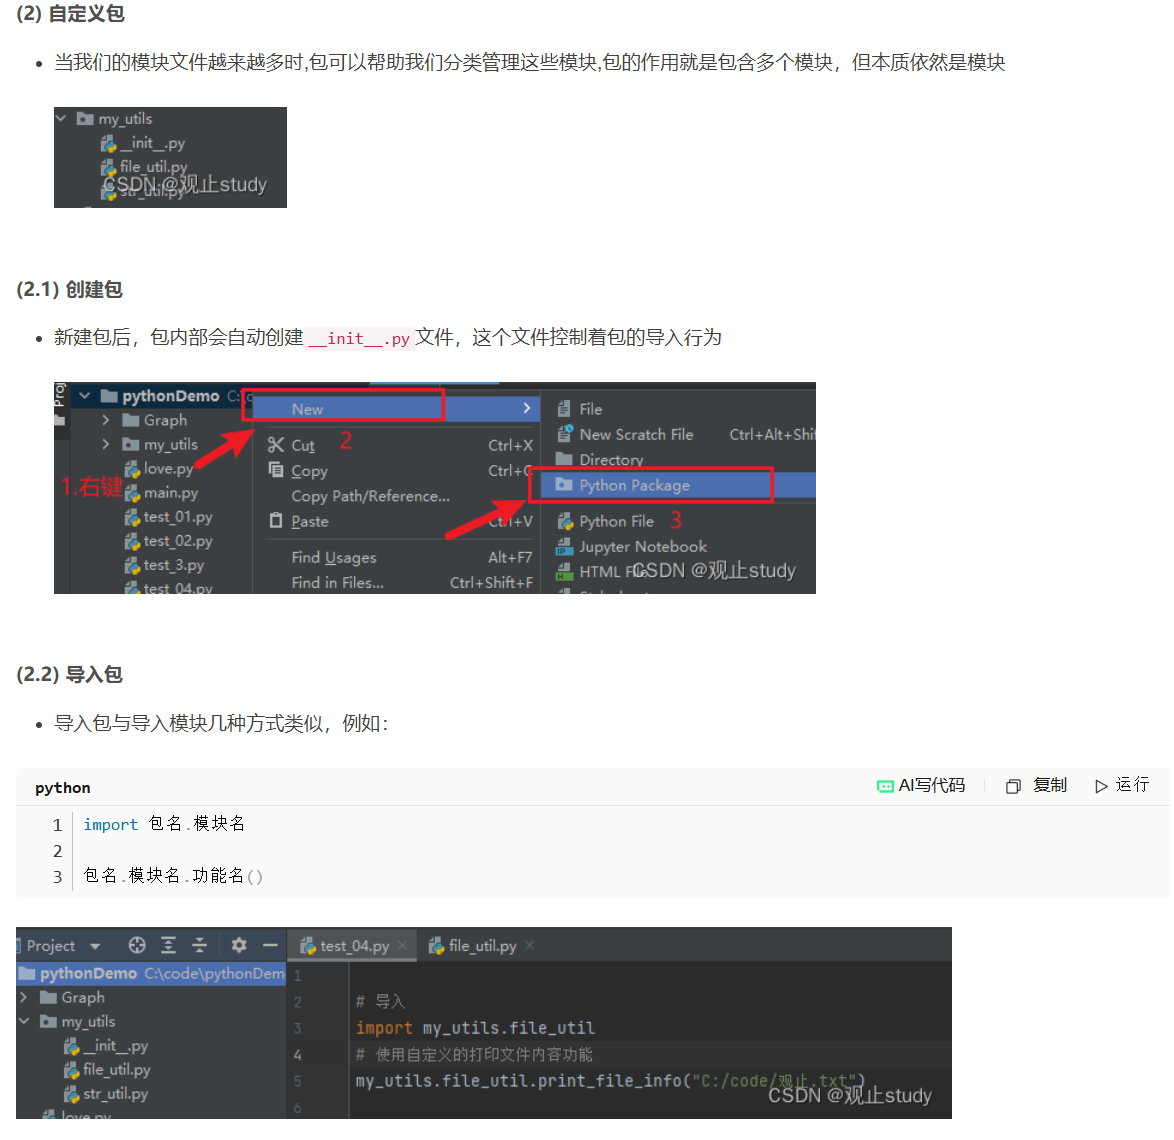 (2) 自定义包
当我们的模块文件越来越多时,包可以帮助我们分类管理这些模块,包的作用就是包含多个模块，但本质依然是模块
my_utils
__init__.py
file_util.py
str_util.py
CSDN @观止study
(2.1) 创建包
新建包后，包内部会自动创建 __init__.py 文件，这个文件控制着包的导入行为
Proj
pythonDemo
Graph
my_utils
love.py
1.右键
main.py
test_01.py
test_02.py
test_3.py
test_04.py
New
Cut
2
Ctrl+X
Copy
Copy Path/Reference...
Paste
Ctrl+V
Find Usages
Alt+F7
Find in Files...
Ctrl+Shift+F
File
New Scratch File
Ctrl+Alt+Shi
Directory
Python Package
Python File
3
Jupyter Notebook
HTML File
CSDN @观止study
(2.2) 导入包
导入包与导入模块几种方式类似，例如：
python
AI写代码
复制
运行
1 import 包名.模块名
2
3 包名.模块名.功能名()
Project
test_04.py
file_util.py
pythonDemo C:\code\pythonDem
Graph
my_utils
__init__.py
file_util.py
str_util.py
love.py
1
2 # 导入
3 import my_utils.file_util
4 # 使用自定义的打印文件内容功能
5 my_utils.file_util.print_file_info("C:/code/观止.txt")
6
CSDN @观止study